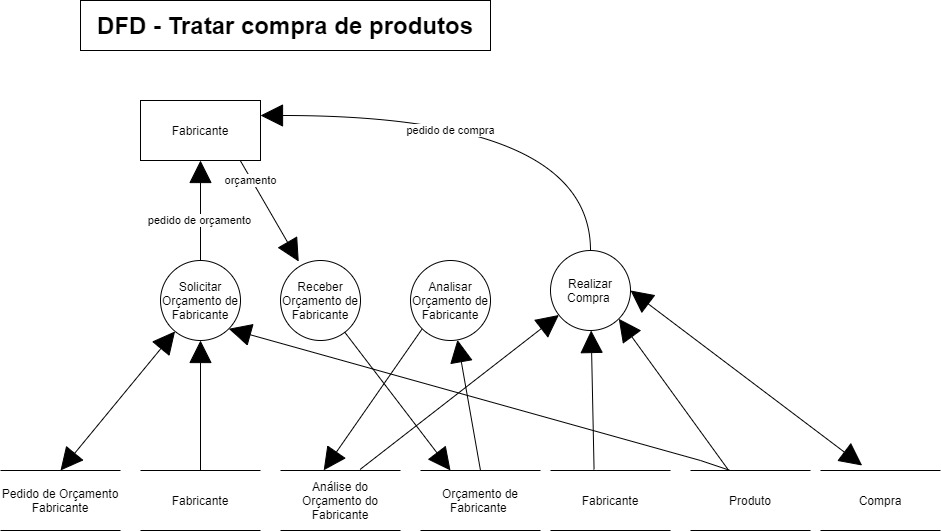 DFD - Tratar compra de produtos
Fabricante
pedido de compra
orçamento
pedido de orçamento
Solicitar
Orçamento de
Fabricante
Receber
Orçamento de
Fabricante
Analisar
Orçamento de
Fabricante
Realizar
Compra
Pedido de Orçamento
Fabricante
Fabricante
Análise do
Orçamento do
Fabricante
Orçamento de
Fabricante
Fabricante
Produto
Compra